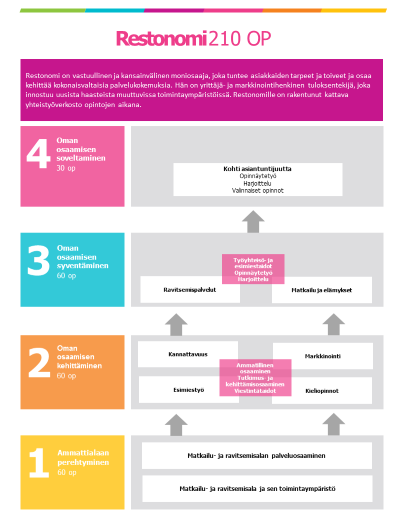 Restonomi 210 OP
Restonomi on vastuullinen ja kansainvälinen moniosaaja, joka tuntee asiakkaiden tarpeet ja toiveet ja osaa
kehittää kokonaisvaltaisia palvelukokemuksia. Hän on yrittäjä- ja markkinointihenkinen tuloksentekijä, joka
innostuu uusista haasteista muuttuvissa toimintaympäristöissä. Restonomille on rakentunut kattava
yhteistyöverkosto opintojen aikana.
4
Oman
osaamisen
soveltaminen
30 op
Kohti asiantuntijuutta
Opinnäytetyö
Harjoittelu
Valinnaiset opinnot
3
Oman
osaamisen
syventäminen
60 op
Työyhteisö- ja
esimiestaidot
Opinnäytetyö
Harjoittelu
Ravitsemispalvelut
Matkailu ja elämykset
2
Oman
osaamisen
kehittäminen
60 op
Kannattavuus
Markkinointi
Ammatillinen
osaaminen
Tutkimus- ja
kehittämisosaaminen
Viestintätaidot
Esimiestyö
Kieliopinnot
1
Ammattialaan
perehtyminen
60 op
Matkailu- ja ravitsemisalan palveluosaaminen
Matkailu- ja ravitsemisala ja sen toimintaympäristö